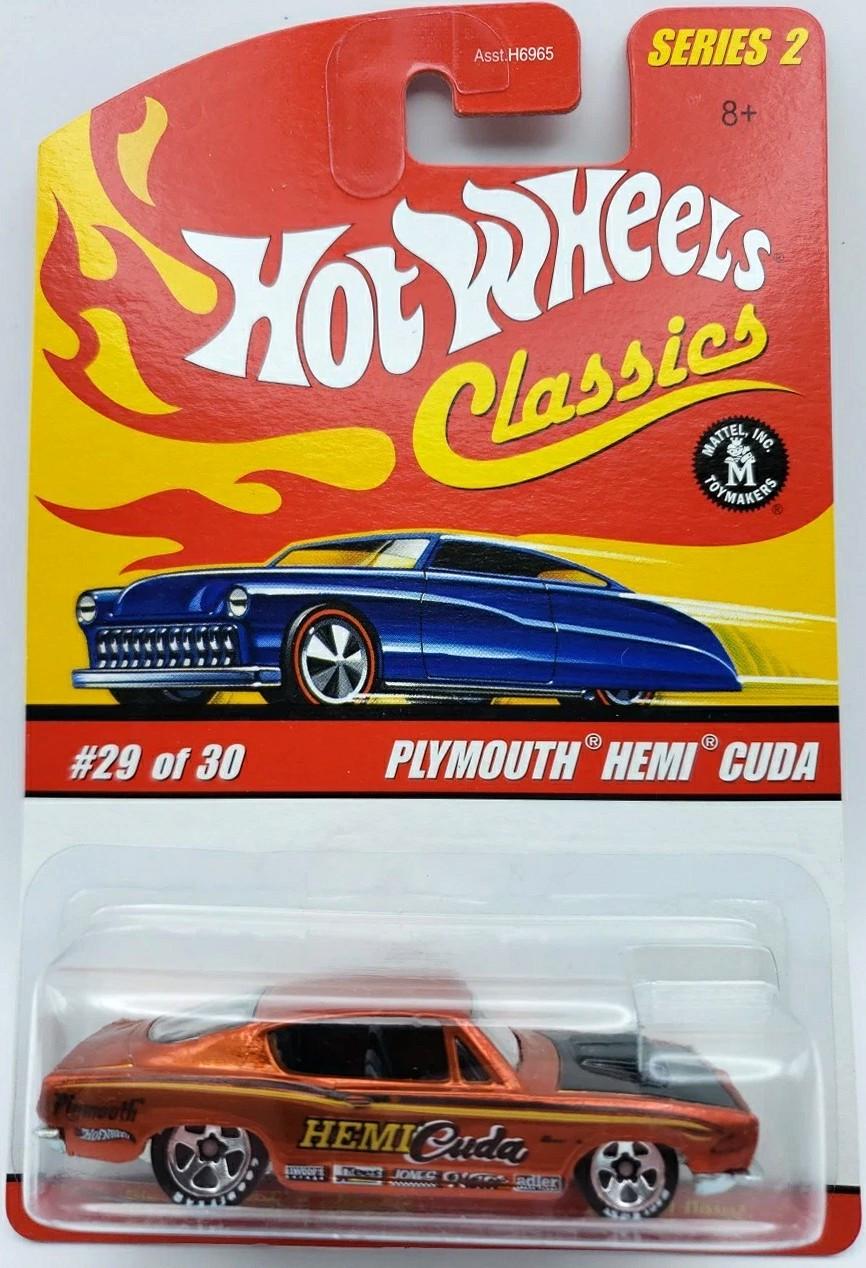 Asst.H6965
SERIES 2
8+
Hot Wheels®
Classics
MATTEL, INC.
M
TOYMAKERS
®
#29 of 30
PLYMOUTH® HEMI® CUDA
Plymouth
HOT WHEELS
HEMI Cuda
JONES
adler